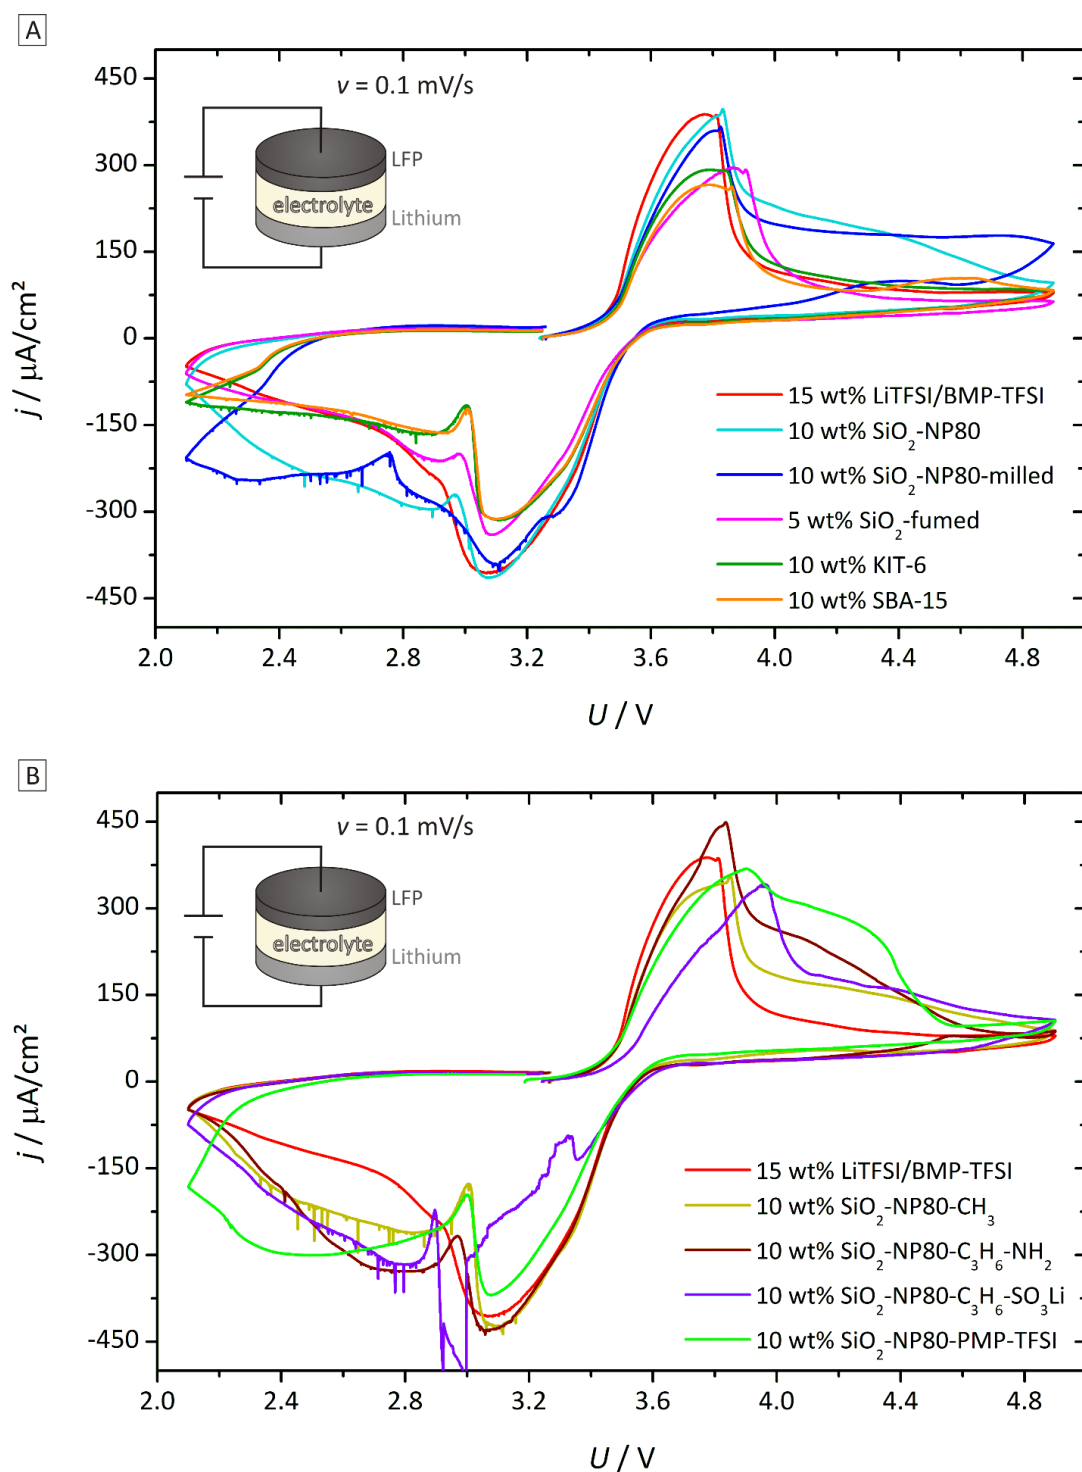 A
450
300
150
0
-150
-300
-450
j / µA/cm²
v = 0.1 mV/s
LFP
electrolyte
Lithium
15 wt% LiTFSI/BMP-TFSI
10 wt% SiO₂-NP80
10 wt% SiO₂-NP80-milled
5 wt% SiO₂-fumed
10 wt% KIT-6
10 wt% SBA-15
2.0 2.4 2.8 3.2 3.6 4.0 4.4 4.8
U / V
B
450
300
150
0
-150
-300
-450
j / µA/cm²
v = 0.1 mV/s
LFP
electrolyte
Lithium
15 wt% LiTFSI/BMP-TFSI
10 wt% SiO₂-NP80-CH₃
10 wt% SiO₂-NP80-C₃H₆-NH₂
10 wt% SiO₂-NP80-C₃H₆-SO₃Li
10 wt% SiO₂-NP80-PMP-TFSI
2.0 2.4 2.8 3.2 3.6 4.0 4.4 4.8
U / V